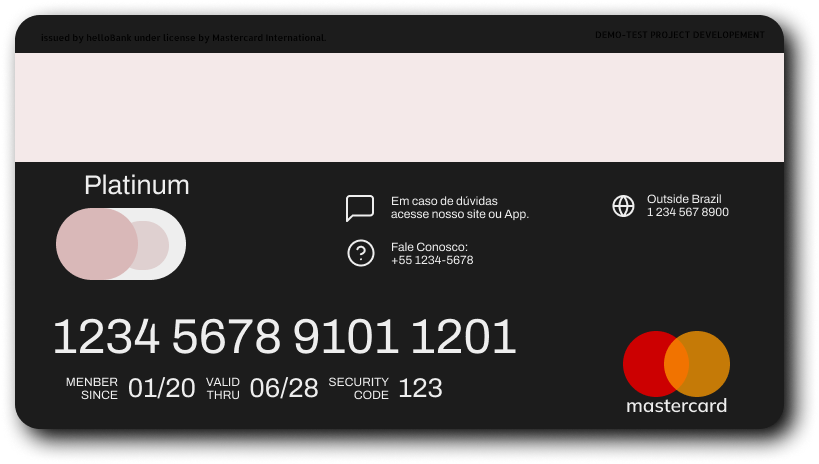 issued by helloBank under license by Mastercard International.
DEMO-TEST PROJECT DEVELOPEMENT
Platinum
Em caso de dúvidas
acesse nosso site ou App.
Outside Brazil
1 234 567 8900
Fale Conosco:
+55 1234-5678
1234 5678 9101 1201
MENBER
SINCE
01/20
VALID
THRU
06/28
SECURITY
CODE
123
mastercard